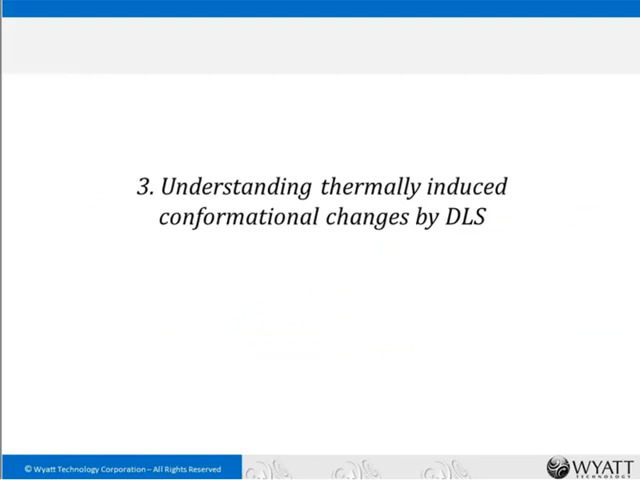 3. Understanding thermally induced
conformational changes by DLS
© Wyatt Technology Corporation – All Rights Reserved
WYATT
TECHNOLOGY